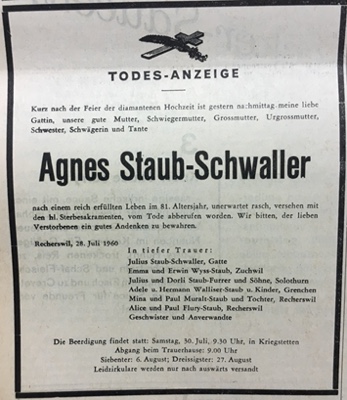 TODES-ANZEIGE
Kurz nach der Feier der diamantenen Hochzeit ist gestern nachmittag meine liebe
Gattin, unsere gute Mutter, Schwiegermutter, Grossmutter, Urgrossmutter,
Schwester, Schwägerin und Tante
Agnes Staub-Schwaller
nach einem reich erfüllten Leben im 81. Altersjahr, unerwartet rasch, versehen mit
den hl. Sterbesakramenten, vom Tode abberufen worden. Wir bitten, der lieben
Verstorbenen ein gutes Andenken zu bewahren.
Recherswil, 28. Juli 1960
In tiefer Trauer:
Julius Staub-Schwaller, Gatte
Emma und Erwin Wyss-Staub, Zuchwil
Julius und Dorli Staub-Furrer und Söhne, Solothurn
Adele u. Hermann Walliser-Staub u. Kinder, Grenchen
Mina und Paul Muralt-Staub und Tochter, Recherswil
Alice und Paul Flury-Staub, Recherswil
Geschwister und Anverwandte
Die Beerdigung findet statt: Samstag, 30. Juli, 9.30 Uhr, in Kriegstetten
Abgang beim Trauerhause: 9.00 Uhr
Siebenter: 6. August; Dreissigster: 27. August
Leidzirkulare werden nur nach auswärts versandt